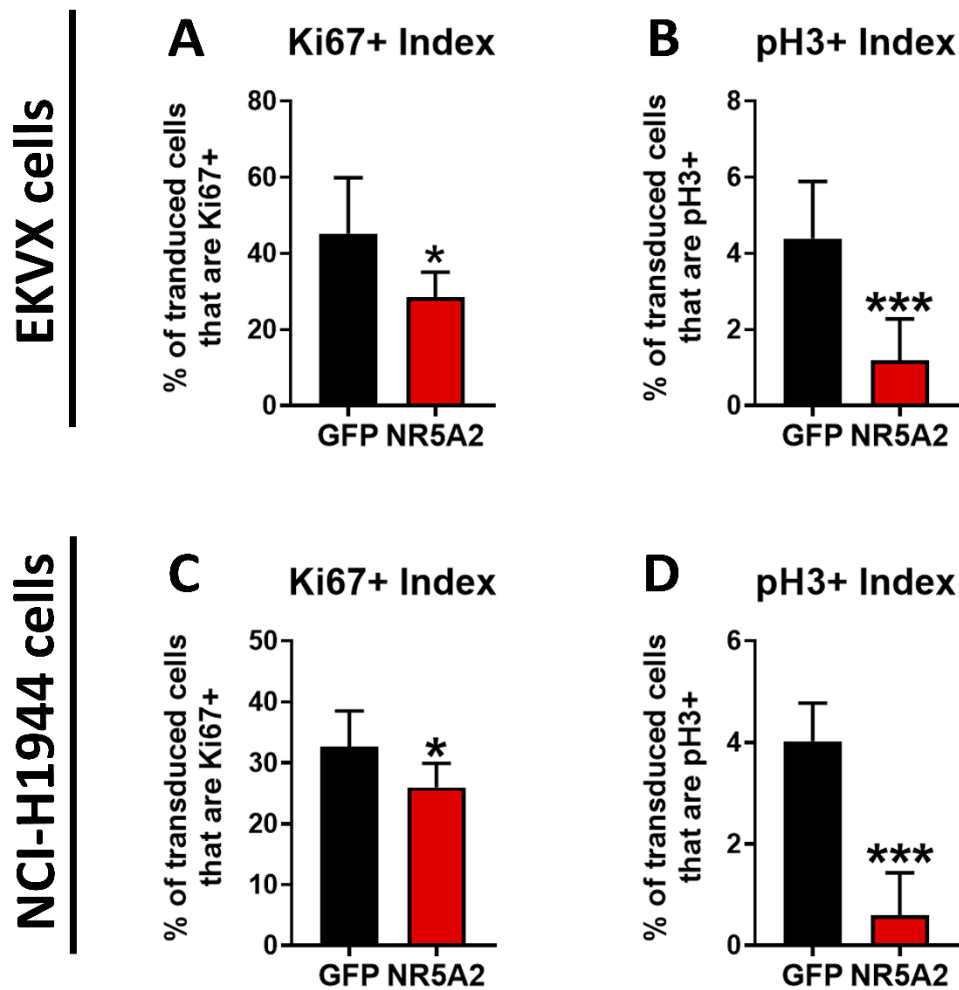 EKVX cells
A
Ki67+ Index
% of tranduced cells
that are Ki67+
80
60
40
20
0
*
GFP NR5A2
B
pH3+ Index
% of transduced cells
that are pH3+
8
6
4
2
0
***
GFP NR5A2
NCI-H1944 cells
C
Ki67+ Index
% of transduced cells
that are Ki67+
50
40
30
20
10
0
*
GFP NR5A2
D
pH3+ Index
% of transduced cells
that are pH3+
6
4
2
0
***
GFP NR5A2